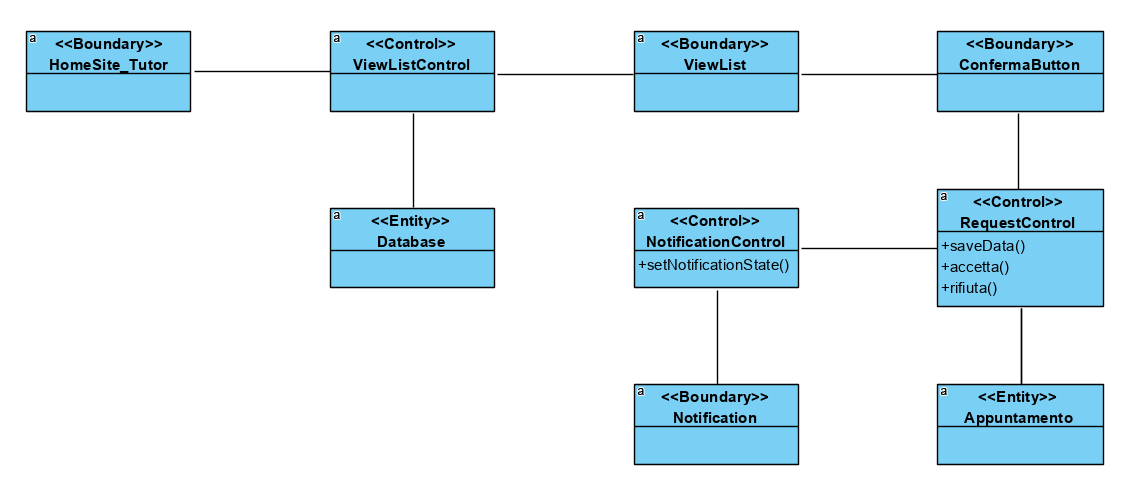 a
<<Boundary>>
HomeSite_Tutor
a
<<Control>>
ViewListControl
a
<<Boundary>>
ViewList
a
<<Boundary>>
ConfermaButton
a
<<Entity>>
Database
a
<<Control>>
NotificationControl
+setNotificationState()
a
<<Control>>
RequestControl
+saveData()
+accetta()
+rifiuta()
a
<<Boundary>>
Notification
a
<<Entity>>
Appuntamento